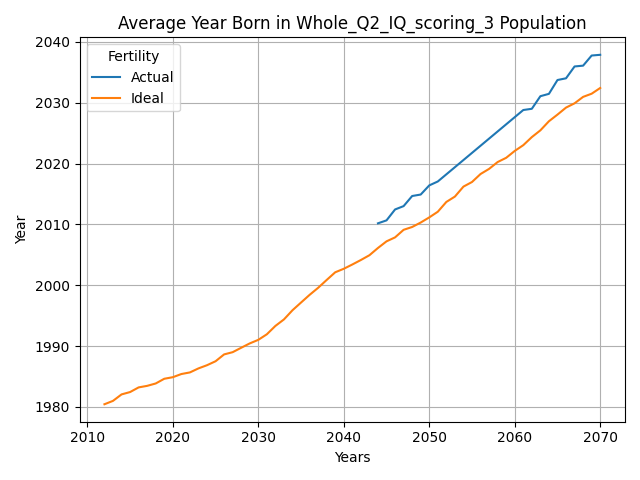 Average Year Born in Whole_Q2_IQ_scoring_3 Population
Fertility
Actual
Ideal
2040
2030
2020
2010
2000
1990
1980
Year
2010 2020 2030 2040 2050 2060 2070
Years